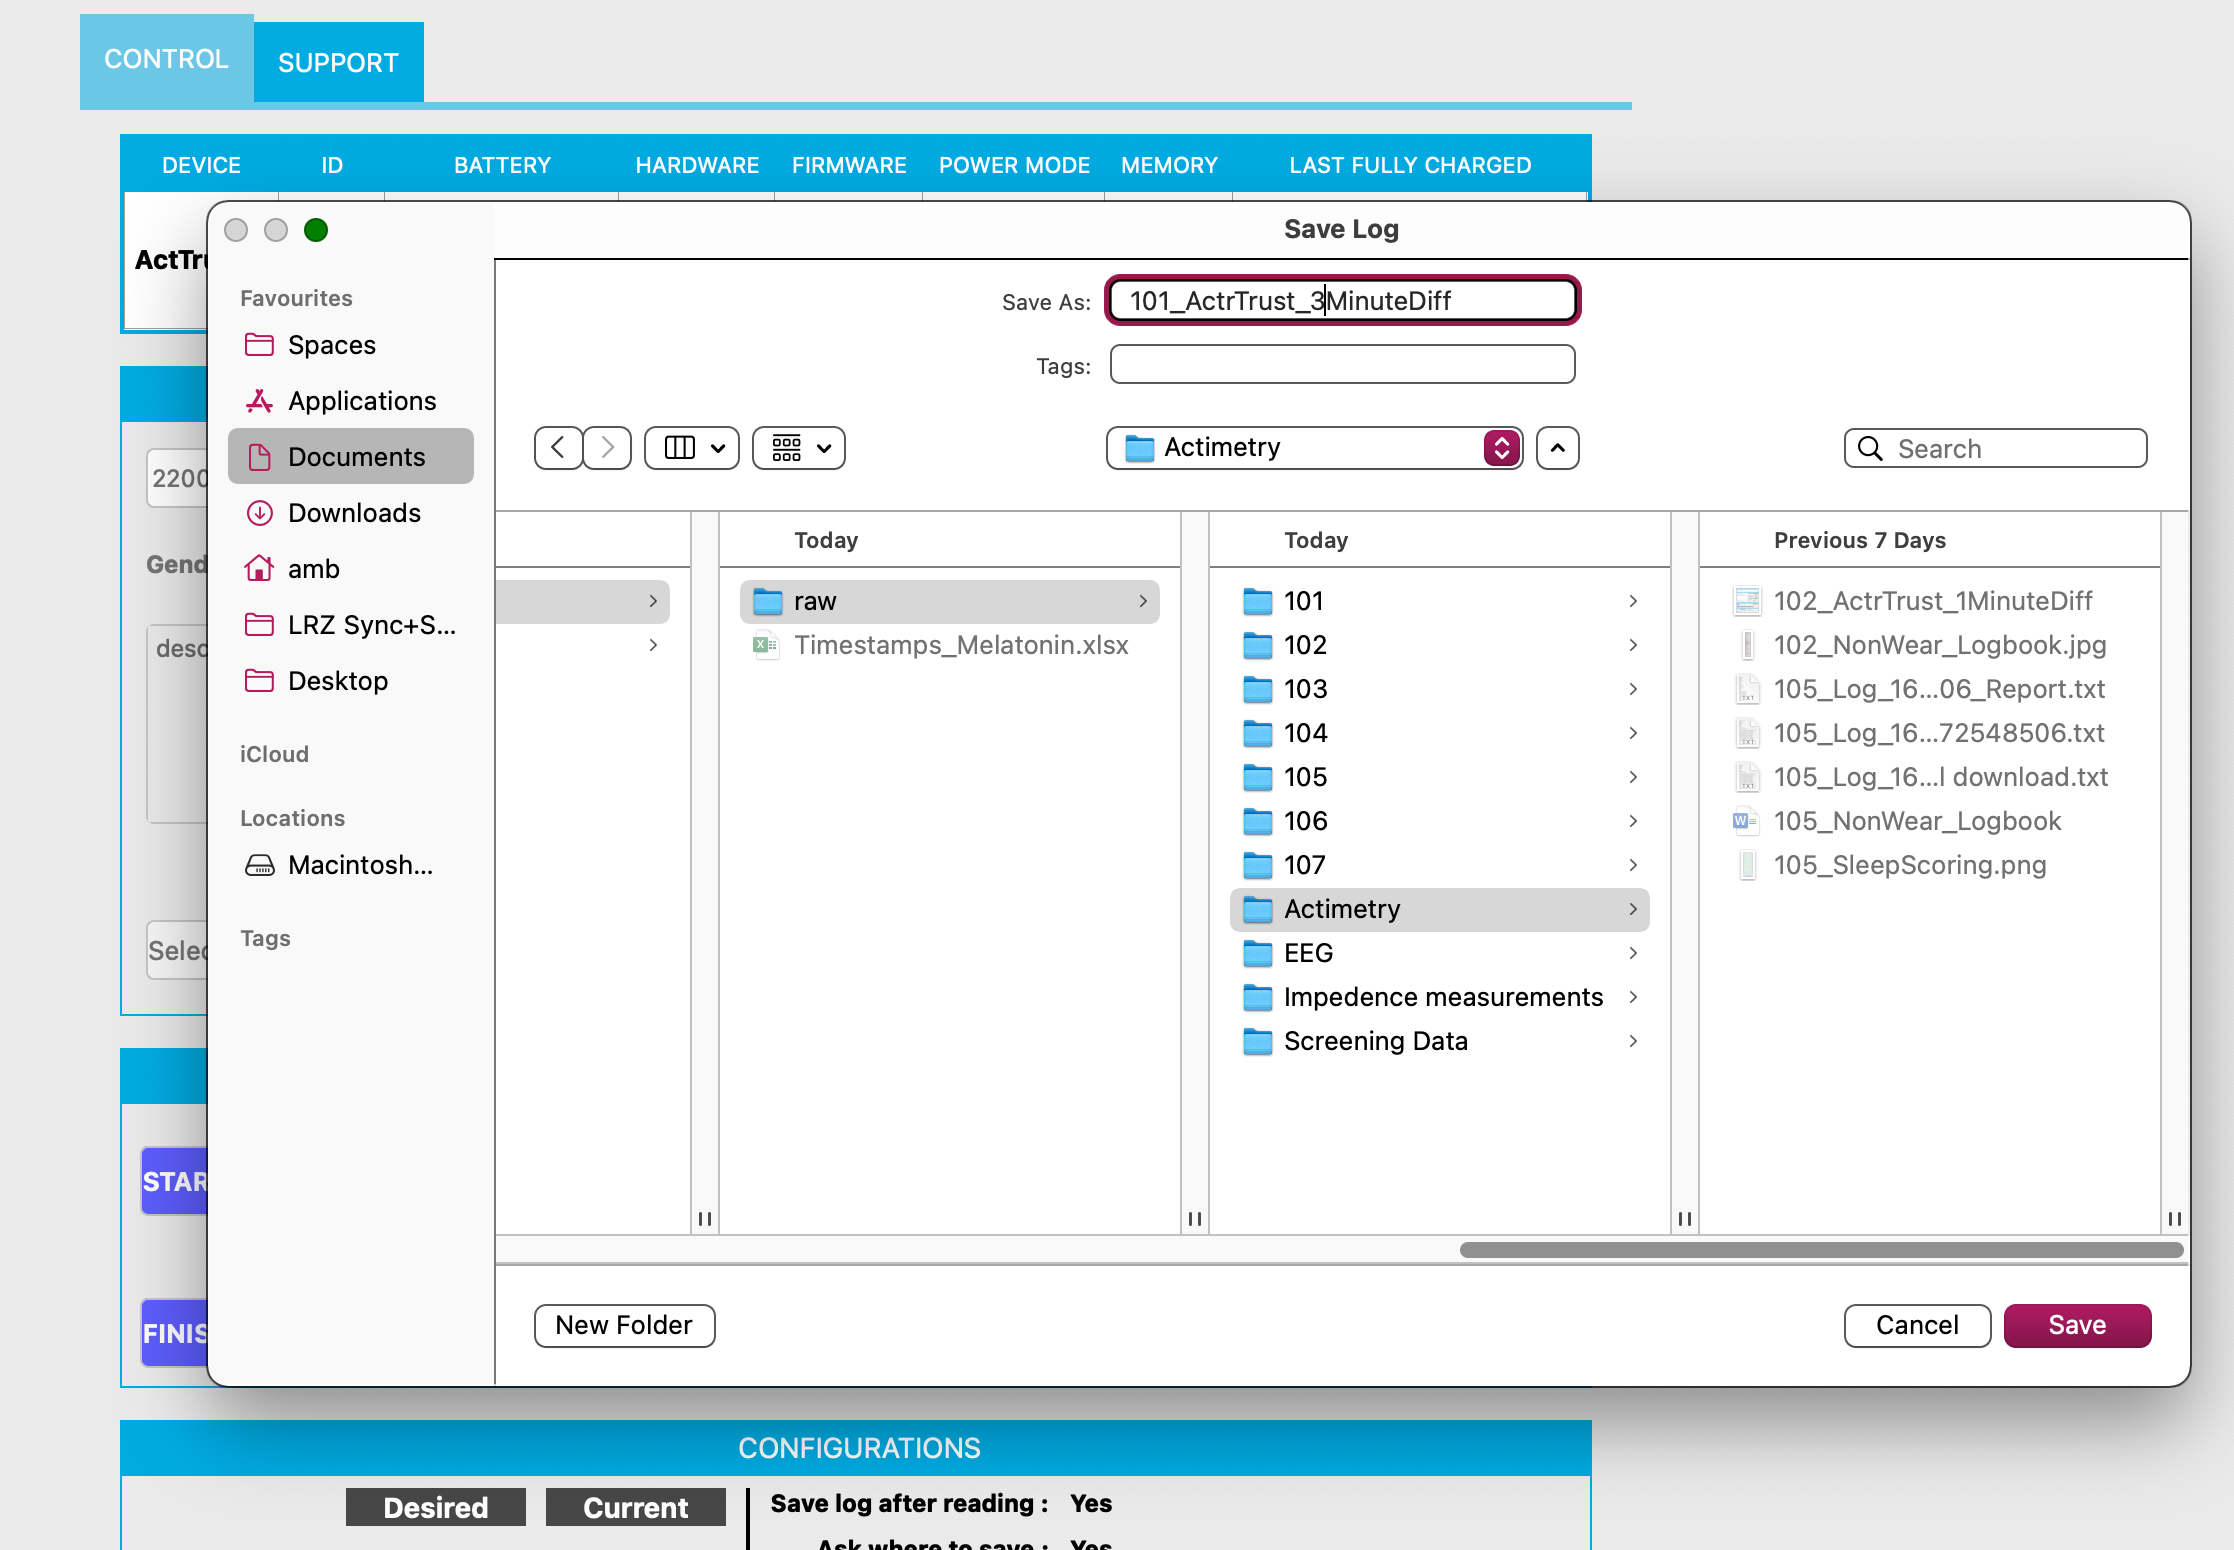 CONTROL
SUPPORT
DEVICE ID BATTERY HARDWARE FIRMWARE POWER MODE MEMORY LAST FULLY CHARGED
Save Log
Favourites
Spaces
Applications
Documents
Downloads
amb
LRZ Sync+S...
Desktop
iCloud
Locations
Macintosh...
Tags
Save As: 101_ActrTrust_3MinuteDiff
Tags:
Actimetry
Search
Today
raw
Timestamps_Melatonin.xlsx
Today
101
102
103
104
105
106
107
Actimetry
EEG
Impedence measurements
Screening Data
Previous 7 Days
102_ActrTrust_1MinuteDiff
102_NonWear_Logbook.jpg
105_Log_16...06_Report.txt
105_Log_16...72548506.txt
105_Log_16...l download.txt
105_NonWear_Logbook
105_SleepScoring.png
New Folder
Cancel
Save
ActTru
2200
Gend
desc
Selec
STAR
FINIS
CONFIGURATIONS
Desired
Current
Save log after reading : Yes
Ask where to save : Yes